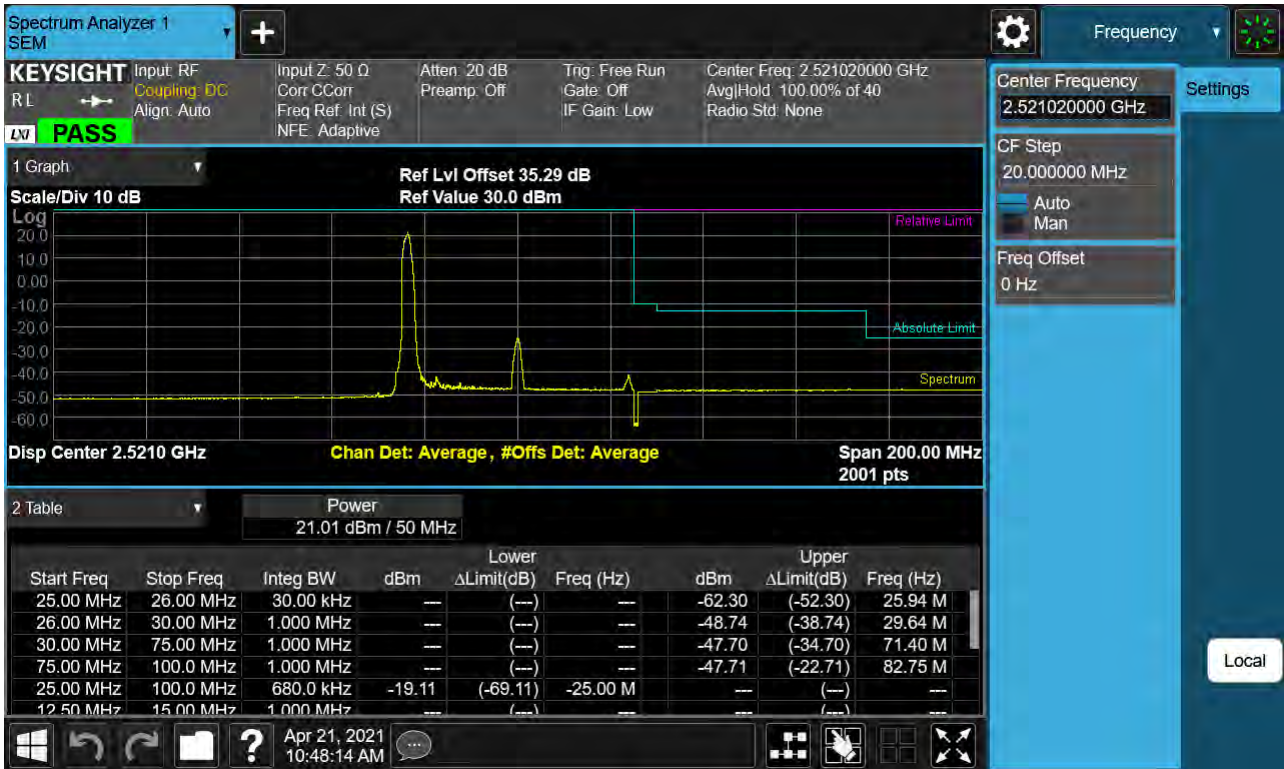 Spectrum Analyzer 1
SEM
Frequency
KEYSIGHT
R L
LXI
PASS
Input: RF
Coupling: DC
Align: Auto
Input Z: 50 Ω
Corr CCorr
Freq Ref: Int (S)
NFE: Adaptive
Atten: 20 dB
Preamp: Off
Trig: Free Run
Gate: Off
IF Gain: Low
Center Freq: 2.521020000 GHz
Avg|Hold: 100.00% of 40
Radio Std: None
Center Frequency
2.521020000 GHz
Settings
CF Step
20.000000 MHz
Auto
Man
Freq Offset
0 Hz
Local
1 Graph
Scale/Div 10 dB
Ref Lvl Offset 35.29 dB
Ref Value 30.0 dBm
Log
20.0
10.0
0.00
-10.0
-20.0
-30.0
-40.0
-50.0
-60.0
Relative Limit
Absolute Limit
Spectrum
Disp Center 2.5210 GHz
Chan Det: Average , #Offs Det: Average
Span 200.00 MHz
2001 pts
2 Table
Power
21.01 dBm / 50 MHz
Lower Upper
Start Freq Stop Freq Integ BW dBm ΔLimit(dB) Freq (Hz) dBm ΔLimit(dB) Freq (Hz)
25.00 MHz 26.00 MHz 30.00 kHz --- (---) --- -62.30 (-52.30) 25.94 M
26.00 MHz 30.00 MHz 1.000 MHz --- (---) --- -48.74 (-38.74) 29.64 M
30.00 MHz 75.00 MHz 1.000 MHz --- (---) --- -47.70 (-34.70) 71.40 M
75.00 MHz 100.0 MHz 1.000 MHz --- (---) --- -47.71 (-22.71) 82.75 M
25.00 MHz 100.0 MHz 680.0 kHz -19.11 (-69.11) -25.00 M --- (---) ---
12.50 MHz 15.00 MHz 1.000 MHz --- (---) --- --- (---) ---
?
Apr 21, 2021
10:48:14 AM